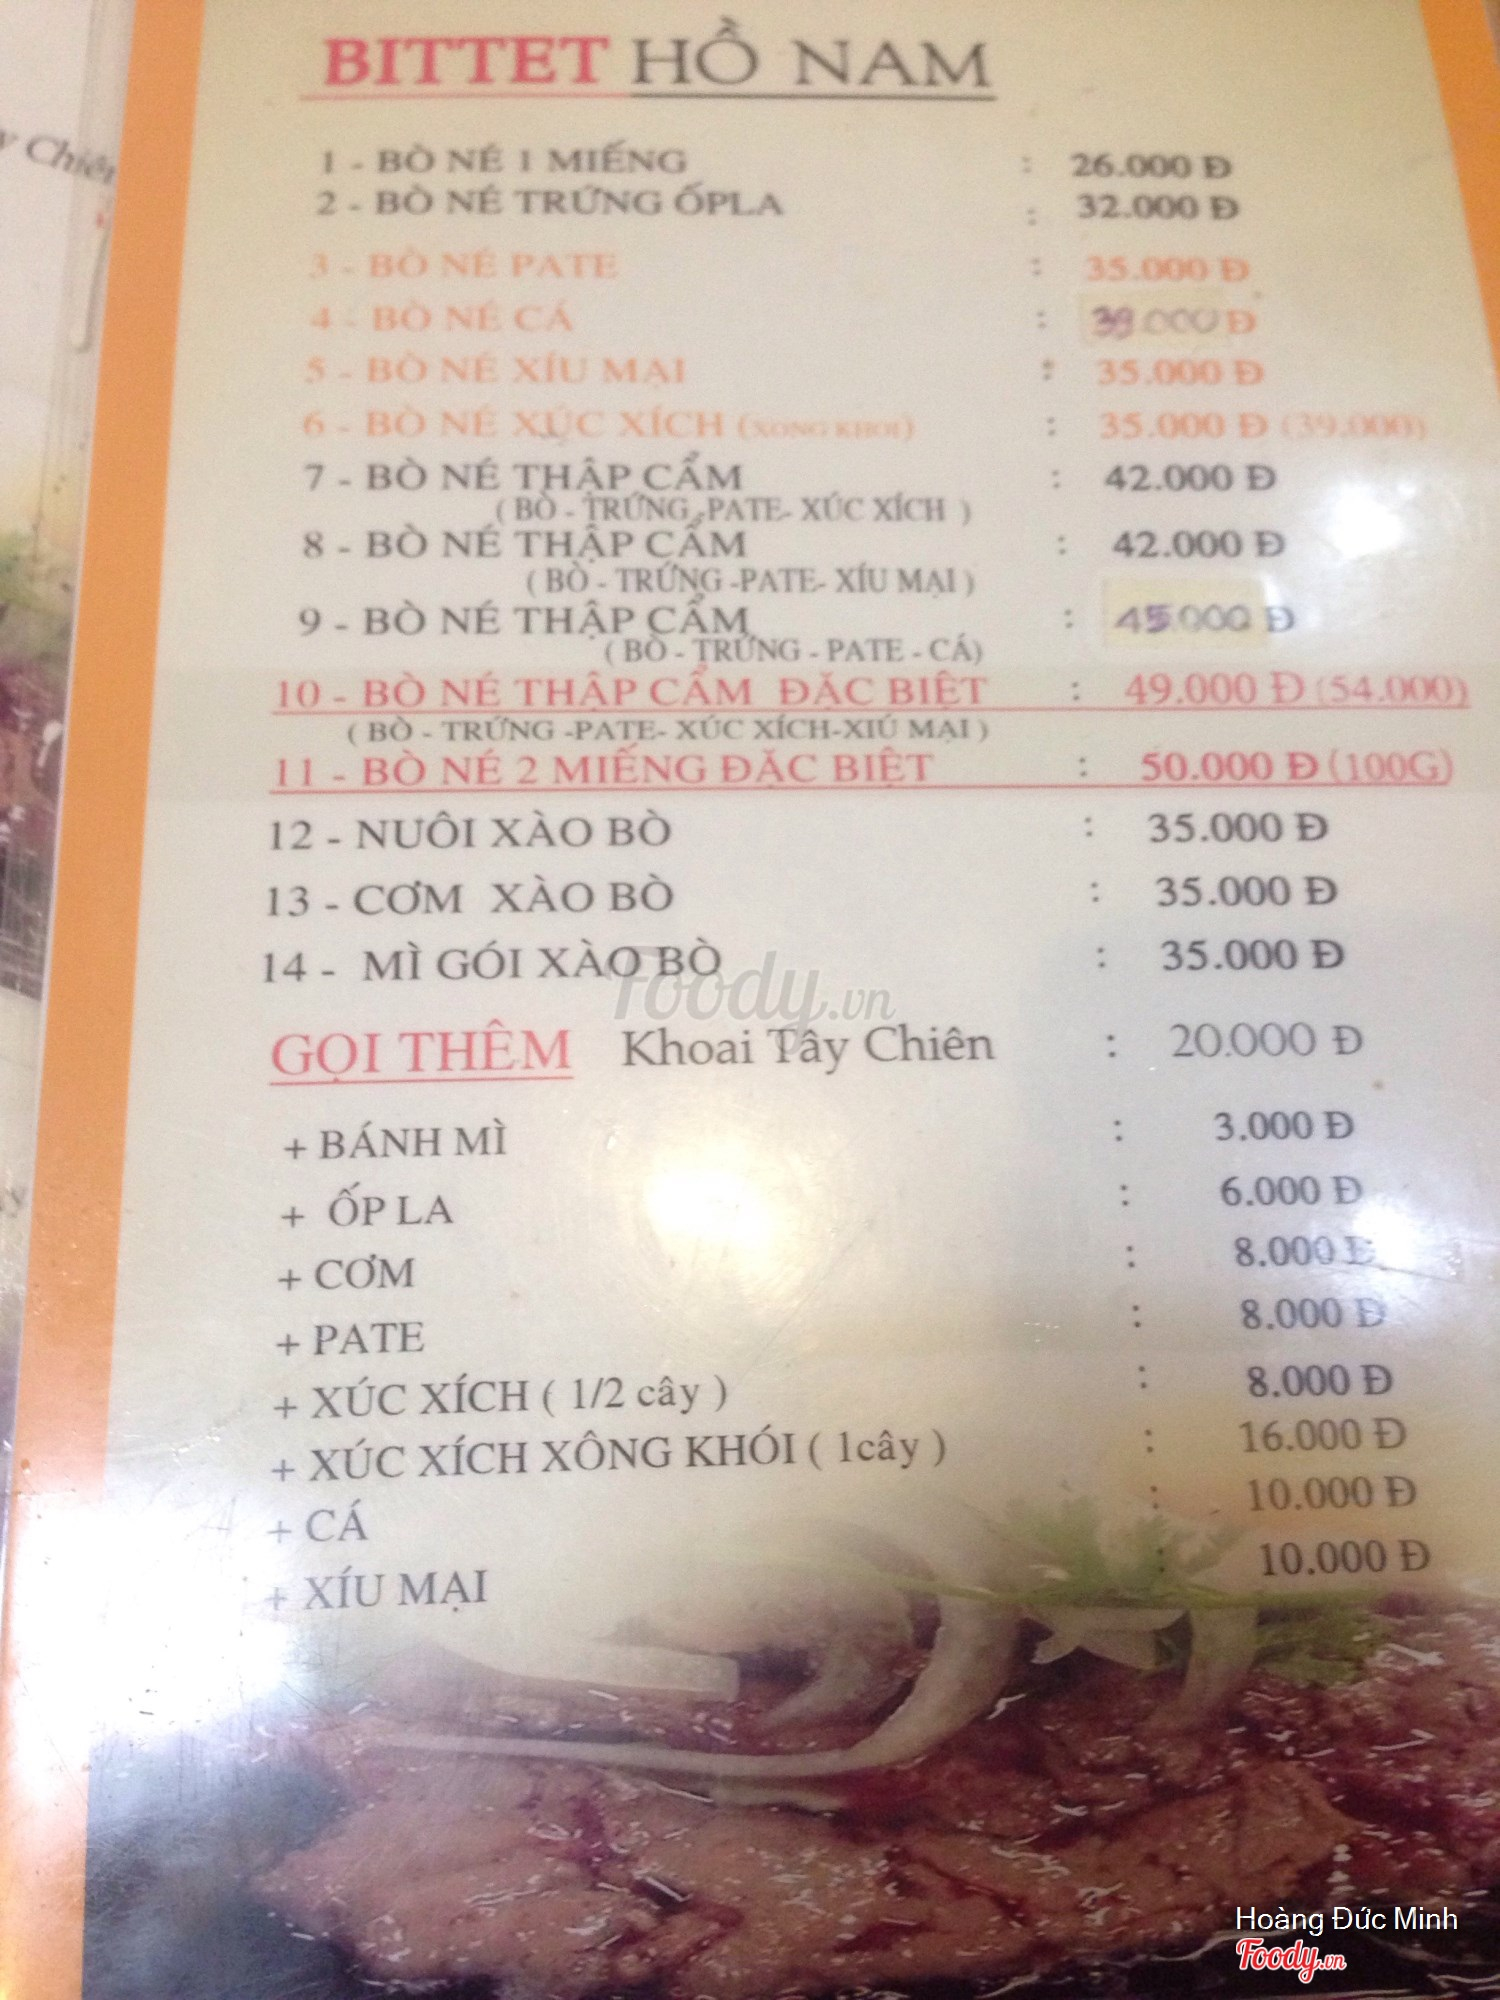 BITTET HỒ NAM
1 - BÒ NÉ 1 MIẾNG : 26.000 Đ
2 - BÒ NÉ TRỨNG ỐPLA : 32.000 Đ
3 - BÒ NÉ PATE : 35.000 Đ
4 - BÒ NÉ CÁ : 39.000 Đ
5 - BÒ NÉ XÍU MẠI : 35.000 Đ
6 - BÒ NÉ XÚC XÍCH (XONG KHOI) : 35.000 Đ (39.000)
7 - BÒ NÉ THẬP CẨM : 42.000 Đ
( BÒ - TRỨNG -PATE- XÚC XÍCH )
8 - BÒ NÉ THẬP CẨM : 42.000 Đ
( BÒ - TRỨNG -PATE- XÍU MẠI )
9 - BÒ NÉ THẬP CẨM : 45.000 Đ
( BÒ - TRỨNG - PATE - CÁ)
10 - BÒ NÉ THẬP CẨM ĐẶC BIỆT : 49.000 Đ (54.000)
( BÒ - TRỨNG -PATE- XÚC XÍCH-XIÚ MẠI )
11 - BÒ NÉ 2 MIẾNG ĐẶC BIỆT : 50.000 Đ (100G)
12 - NUÔI XÀO BÒ : 35.000 Đ
13 - CƠM XÀO BÒ : 35.000 Đ
14 - MÌ GÓI XÀO BÒ : 35.000 Đ
Foody.vn
GỌI THÊM Khoai Tây Chiên : 20.000 Đ
+ BÁNH MÌ : 3.000 Đ
+ ỐP LA : 6.000 Đ
+ CƠM : 8.000 Đ
+ PATE : 8.000 Đ
+ XÚC XÍCH ( 1/2 cây ) : 8.000 Đ
+ XÚC XÍCH XÔNG KHÓI ( 1cây ) : 16.000 Đ
+ CÁ : 10.000 Đ
+ XÍU MẠI : 10.000 Đ
Hoàng Đức Minh
Foody.vn